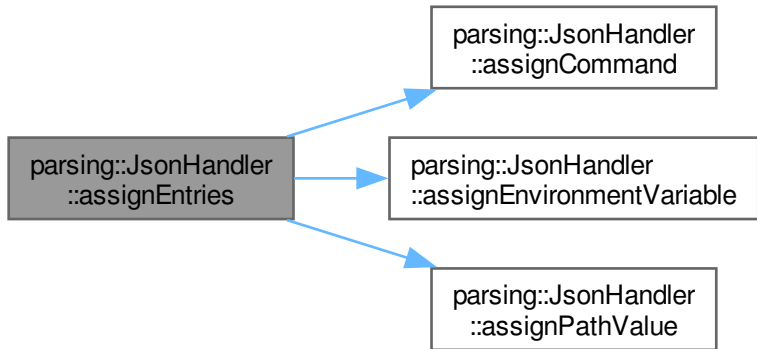 parsing::JsonHandler
::assignCommand
parsing::JsonHandler
::assignEntries
parsing::JsonHandler
::assignEnvironmentVariable
parsing::JsonHandler
::assignPathValue